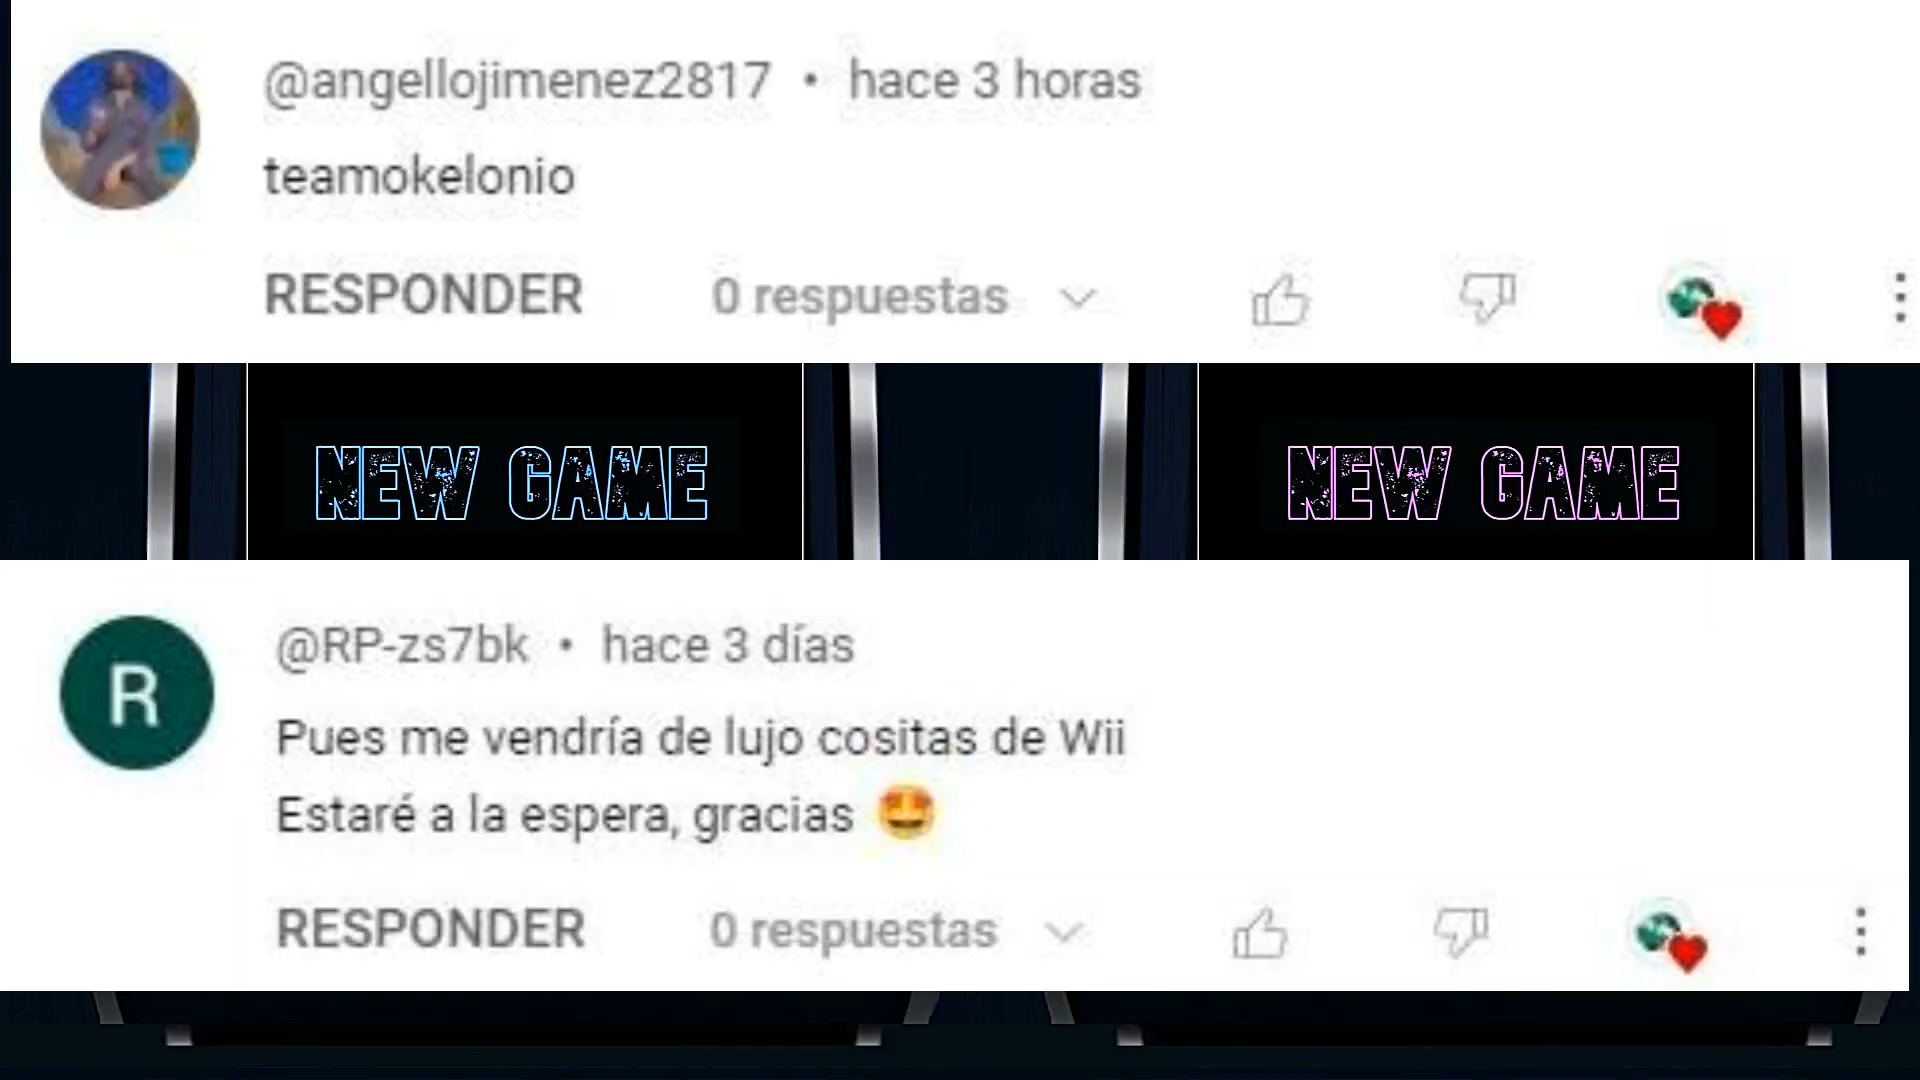 @angellojimenez2817 • hace 3 horas
teamokelonio
RESPONDER 0 respuestas
NEW GAME NEW GAME
R
@RP-zs7bk • hace 3 días
Pues me vendría de lujo cositas de Wii
Estaré a la espera, gracias 🤩
RESPONDER 0 respuestas